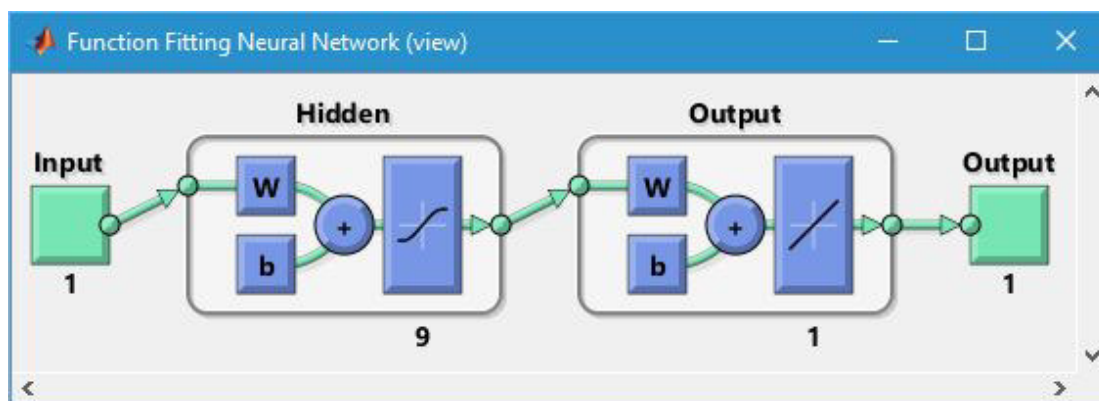 Function Fitting Neural Network (view)
Hidden
Output
Input
Output
W
W
+
+
b
b
1
1
9
1